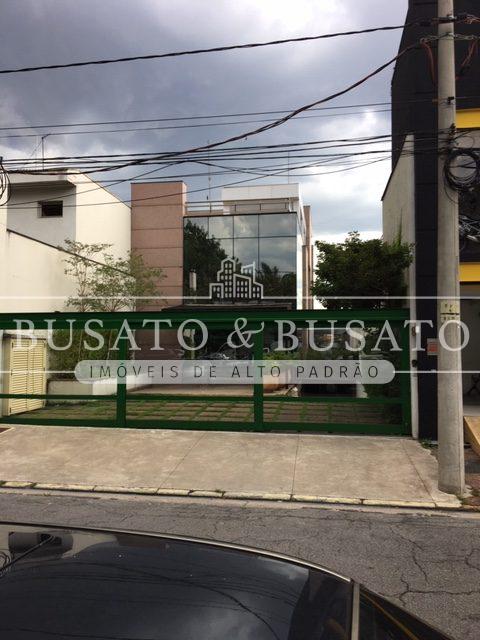 BUSATO & BUSATO
IMÓVEIS DE ALTO PADRÃO